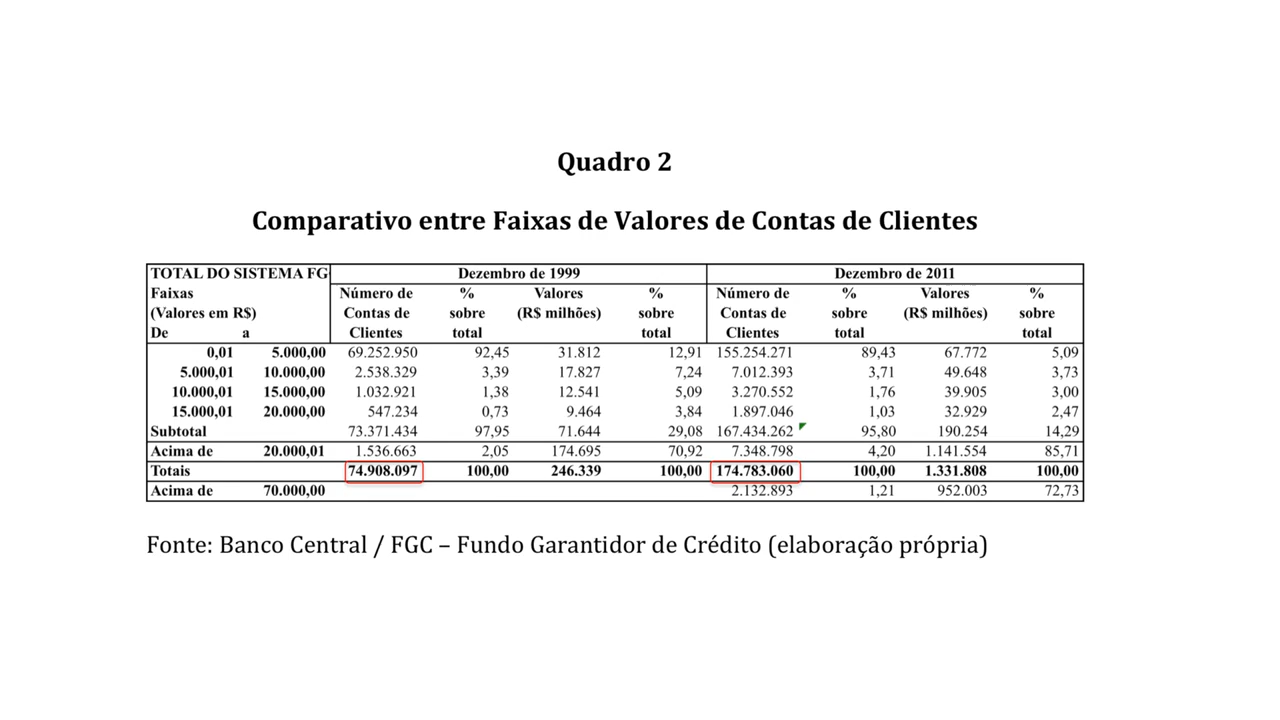 Quadro 2
Comparativo entre Faixas de Valores de Contas de Clientes
TOTAL DO SISTEMA FG Dezembro de 1999 Dezembro de 2011
Faixas Número de % Valores % Número de % Valores %
(Valores em R$) Contas de sobre (R$ milhões) sobre Contas de sobre (R$ milhões) sobre
De a Clientes total total Clientes total total
0,01 5.000,00 69.252.950 92,45 31.812 12,91 155.254.271 89,43 67.772 5,09
5.000,01 10.000,00 2.538.329 3,39 17.827 7,24 7.012.393 3,71 49.648 3,73
10.000,01 15.000,00 1.032.921 1,38 12.541 5,09 3.270.552 1,76 39.905 3,00
15.000,01 20.000,00 547.234 0,73 9.464 3,84 1.897.046 1,03 32.929 2,47
Subtotal 73.371.434 97,95 71.644 29,08 167.434.262 95,80 190.254 14,29
Acima de 20.000,01 1.536.663 2,05 174.695 70,92 7.348.798 4,20 1.141.554 85,71
Totais 74.908.097 100,00 246.339 100,00 174.783.060 100,00 1.331.808 100,00
Acima de 70.000,00 2.132.893 1,21 952.003 72,73
Fonte: Banco Central / FGC – Fundo Garantidor de Crédito (elaboração própria)